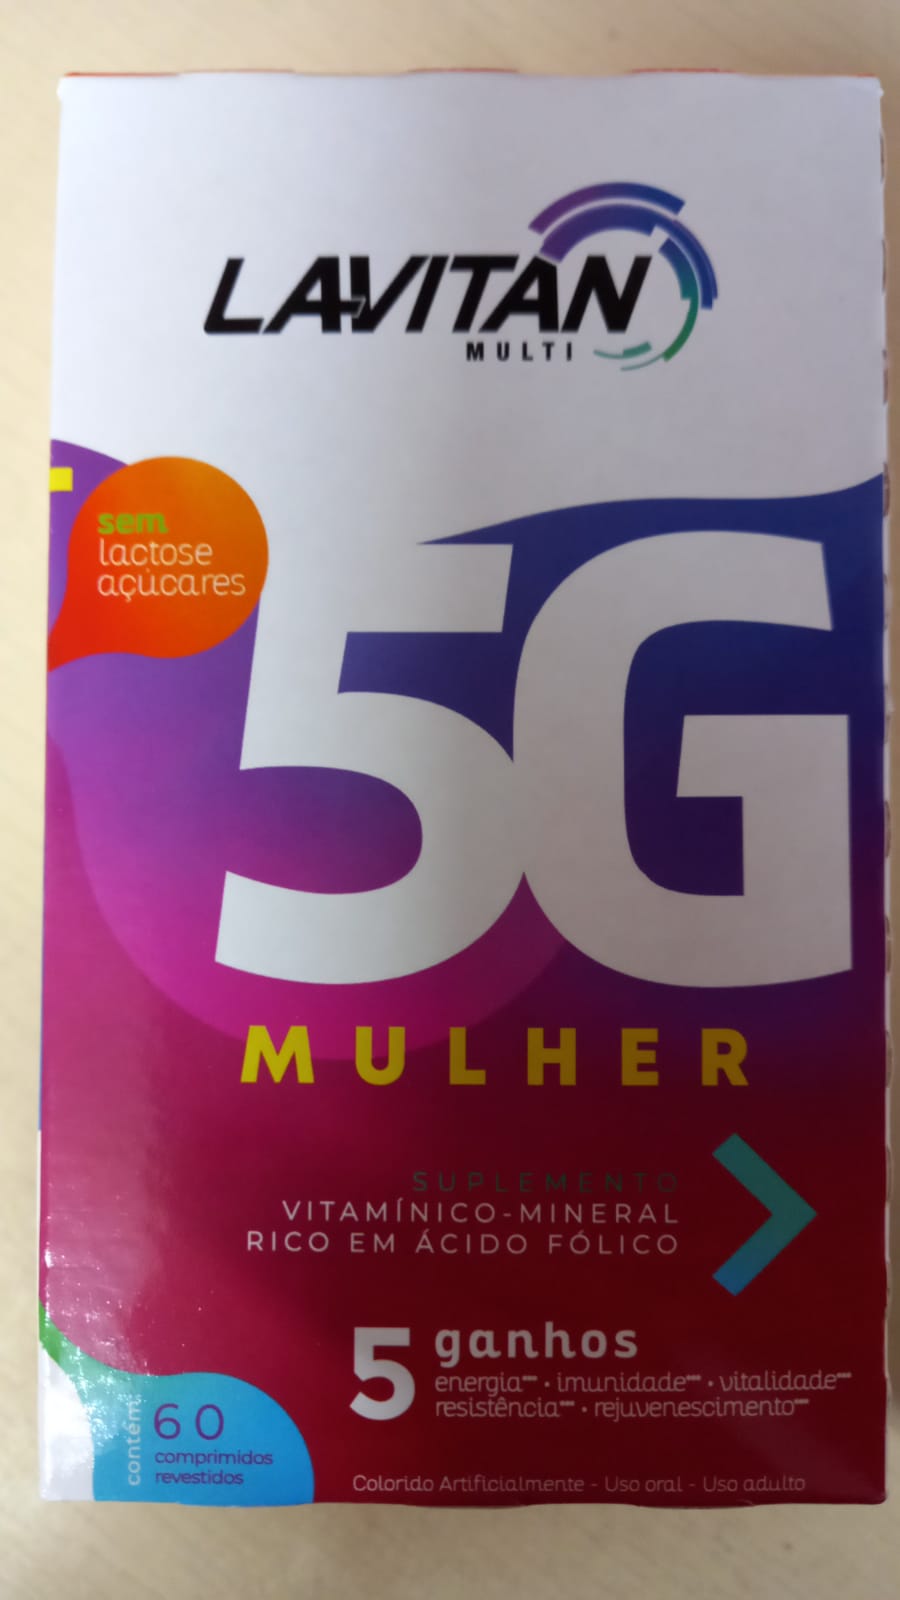 LAVITAN
MULTI
sem
lactose
açúcares
5G
MULHER
SUPLEMENTO
VITAMÍNICO-MINERAL
RICO EM ÁCIDO FÓLICO
5 ganhos
energia*** • imunidade*** • vitalidade***
resistência*** • rejuvenescimento***
contém
60
comprimidos
revestidos
Colorido Artificialmente - Uso oral - Uso adulto